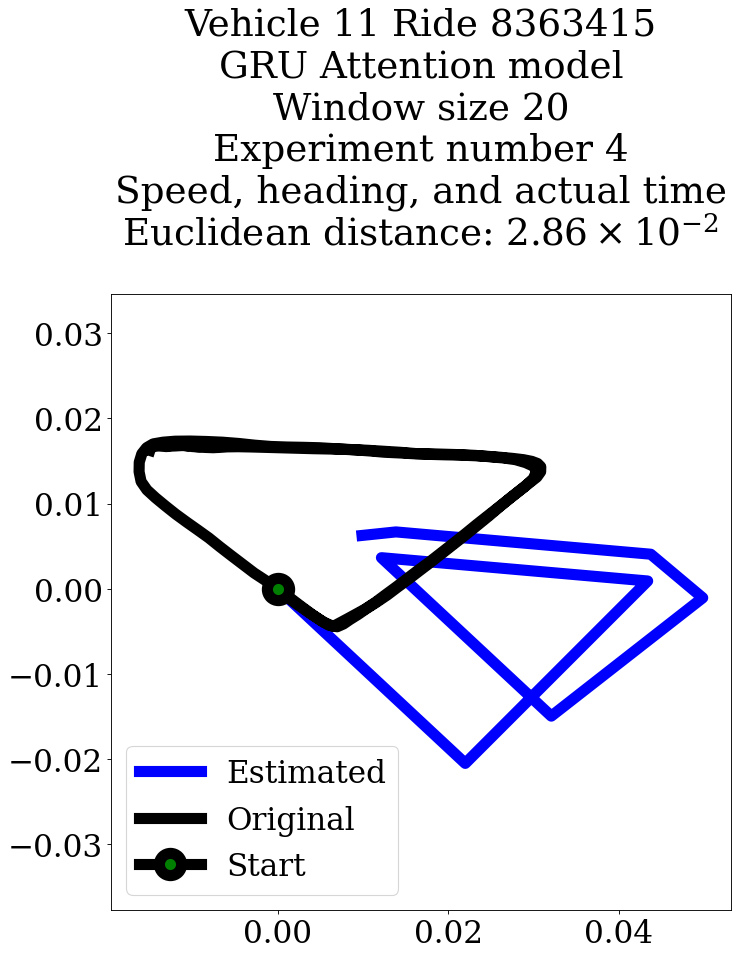 Vehicle 11 Ride 8363415
GRU Attention model
Window size 20
Experiment number 4
Speed, heading, and actual time
Euclidean distance: 2.86 × 10⁻²
0.03
0.02
0.01
0.00
−0.01
−0.02
−0.03
Estimated
Original
Start
0.00 0.02 0.04